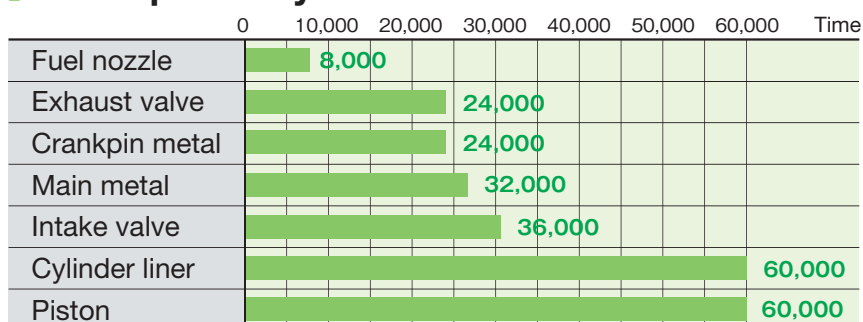 0 10,000 20,000 30,000 40,000 50,000 60,000 Time
Fuel nozzle 8,000
Exhaust valve 24,000
Crankpin metal 24,000
Main metal 32,000
Intake valve 36,000
Cylinder liner 60,000
Piston 60,000